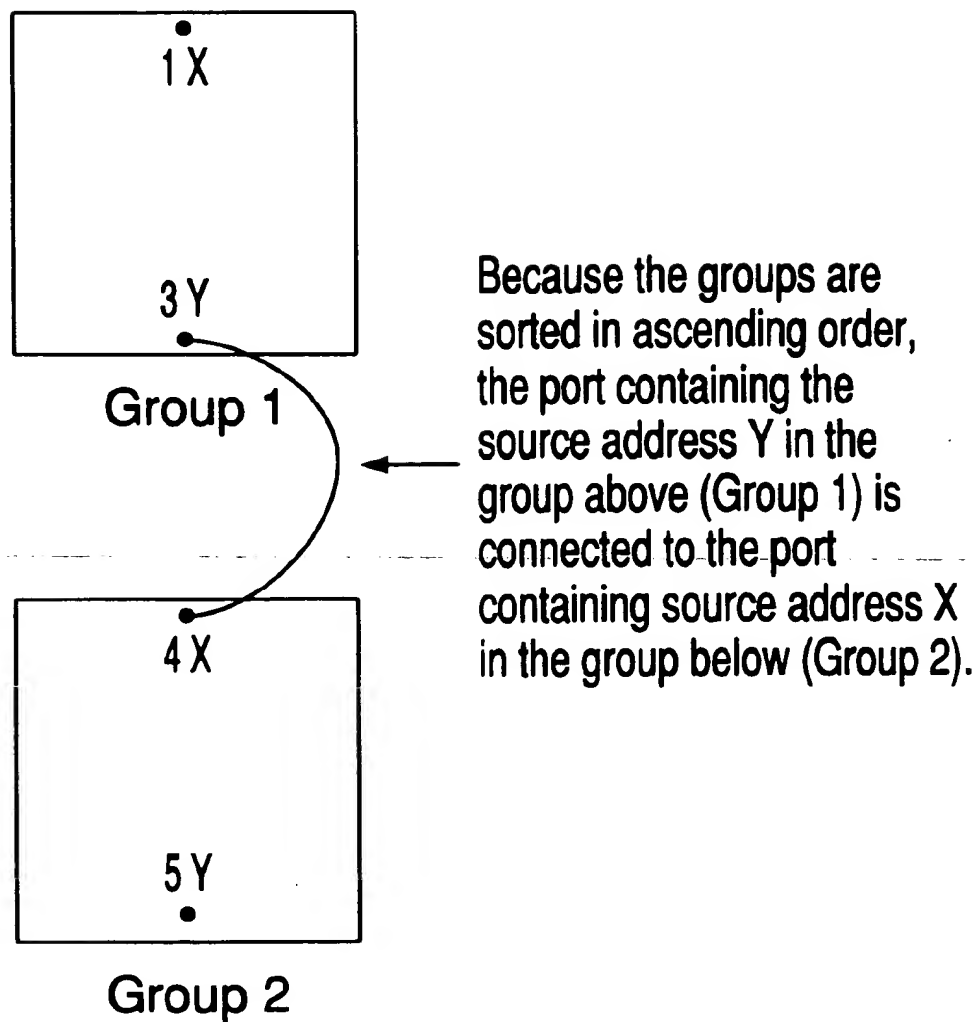 1 X
3 Y
Group 1
Because the groups are
sorted in ascending order,
the port containing the
source address Y in the
group above (Group 1) is
connected to the port
containing source address X
in the group below (Group 2).
4 X
5 Y
Group 2